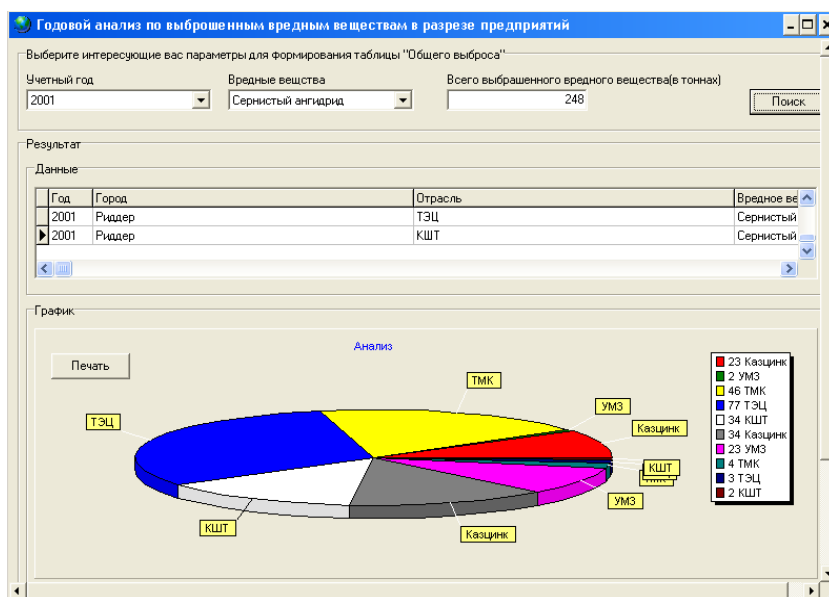 Годовой анализ по выброшенным вредным веществам в разрезе предприятий
Выберите интересующие вас параметры для формирования таблицы "Общего выброса"
Учетный год
Вредные вещства
Всего выбрашенного вредного вещества(в тоннах)
2001
Сернистый ангидрид
248
Поиск
Результат
Данные
Год Город Отрасль Вредное ве
2001 Риддер ТЭЦ Сернистый
2001 Риддер КШТ Сернистый
График
Печать
Анализ
ТМК
УМЗ
Казцинк
ТЭЦ
КШТ
УМЗ
КШТ
Казцинк
23 Казцинк
2 УМЗ
46 ТМК
77 ТЭЦ
34 КШТ
34 Казцинк
23 УМЗ
4 ТМК
3 ТЭЦ
2 КШТ